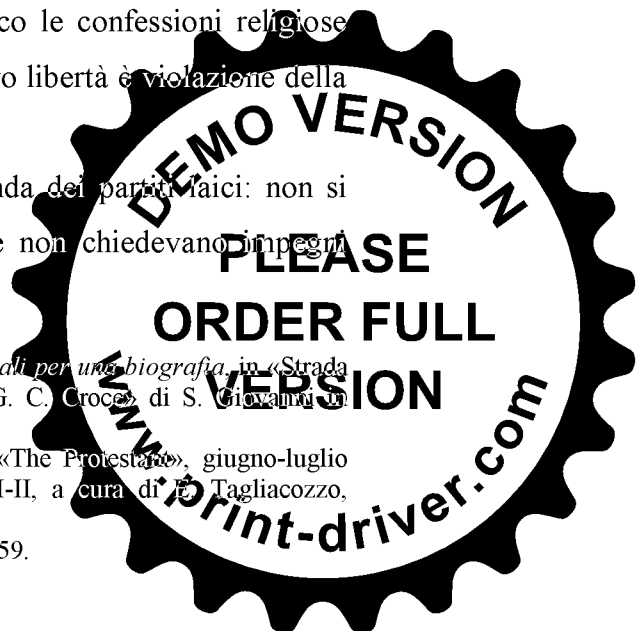 co le confessioni religiose
o libertà è violazione della
DEMO VERSION
nda dei partiti laici: non si
e non chiedevano impegni
PLEASE
ORDER FULL
VERSION
ali per una biografia, in «Strada
G. C. Croce» di S. Giovanni in
«The Protestant», giugno-luglio
I-II, a cura di E. Tagliacozzo,
59.
www.print-driver.com